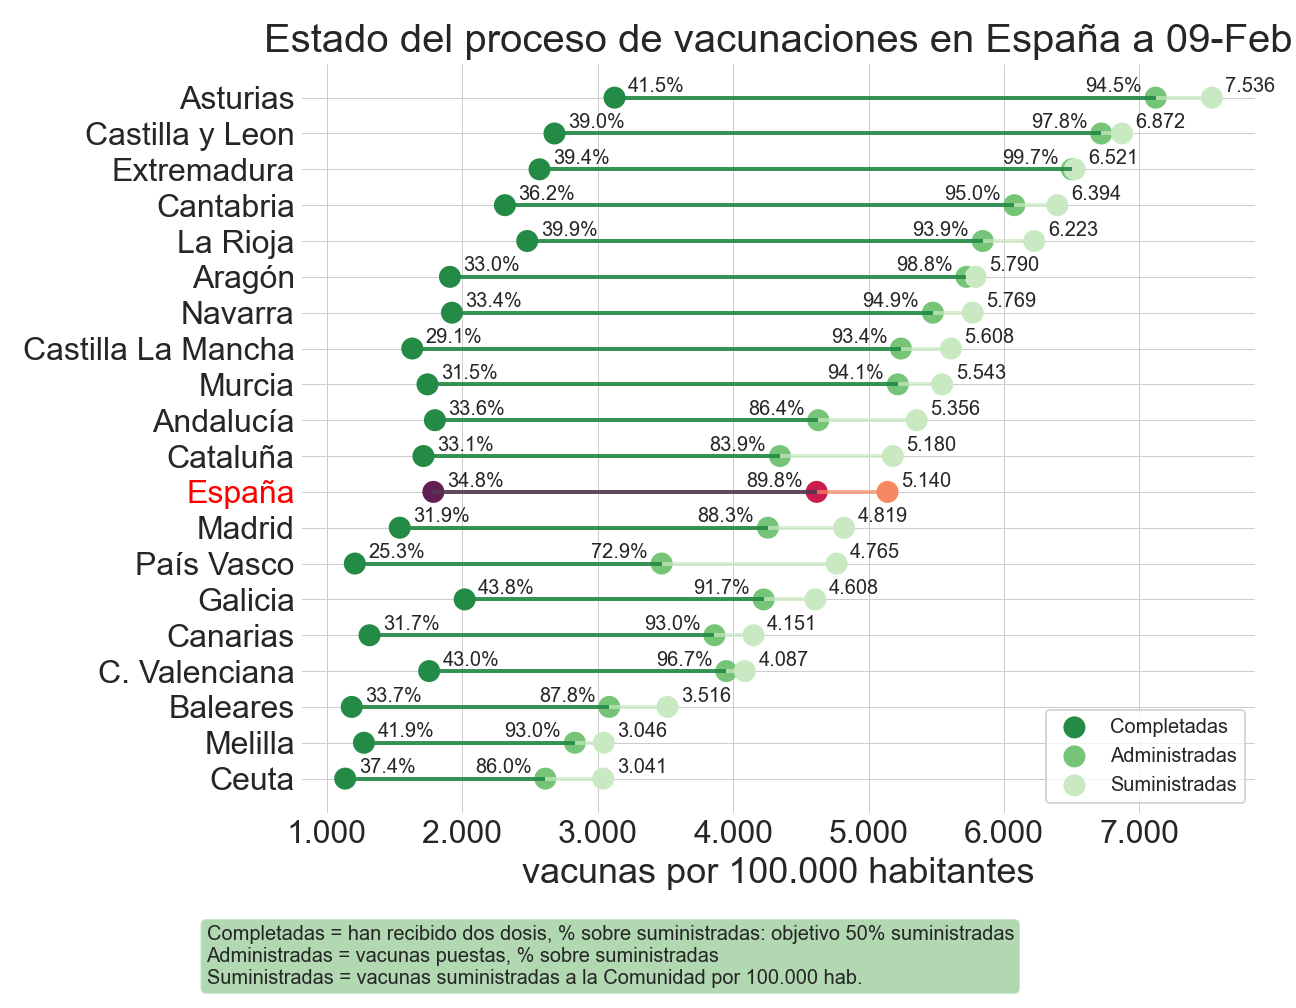 Estado del proceso de vacunaciones en España a 09-Feb
Asturias 41.5% 94.5% 7.536
Castilla y Leon 39.0% 97.8% 6.872
Extremadura 39.4% 99.7% 6.521
Cantabria 36.2% 95.0% 6.394
La Rioja 39.9% 93.9% 6.223
Aragón 33.0% 98.8% 5.790
Navarra 33.4% 94.9% 5.769
Castilla La Mancha 29.1% 93.4% 5.608
Murcia 31.5% 94.1% 5.543
Andalucía 33.6% 86.4% 5.356
Cataluña 33.1% 83.9% 5.180
España 34.8% 89.8% 5.140
Madrid 31.9% 88.3% 4.819
País Vasco 25.3% 72.9% 4.765
Galicia 43.8% 91.7% 4.608
Canarias 31.7% 93.0% 4.151
C. Valenciana 43.0% 96.7% 4.087
Baleares 33.7% 87.8% 3.516
Melilla 41.9% 93.0% 3.046
Ceuta 37.4% 86.0% 3.041
Completadas
Administradas
Suministradas
1.000 2.000 3.000 4.000 5.000 6.000 7.000
vacunas por 100.000 habitantes
Completadas = han recibido dos dosis, % sobre suministradas: objetivo 50% suministradas
Administradas = vacunas puestas, % sobre suministradas
Suministradas = vacunas suministradas a la Comunidad por 100.000 hab.